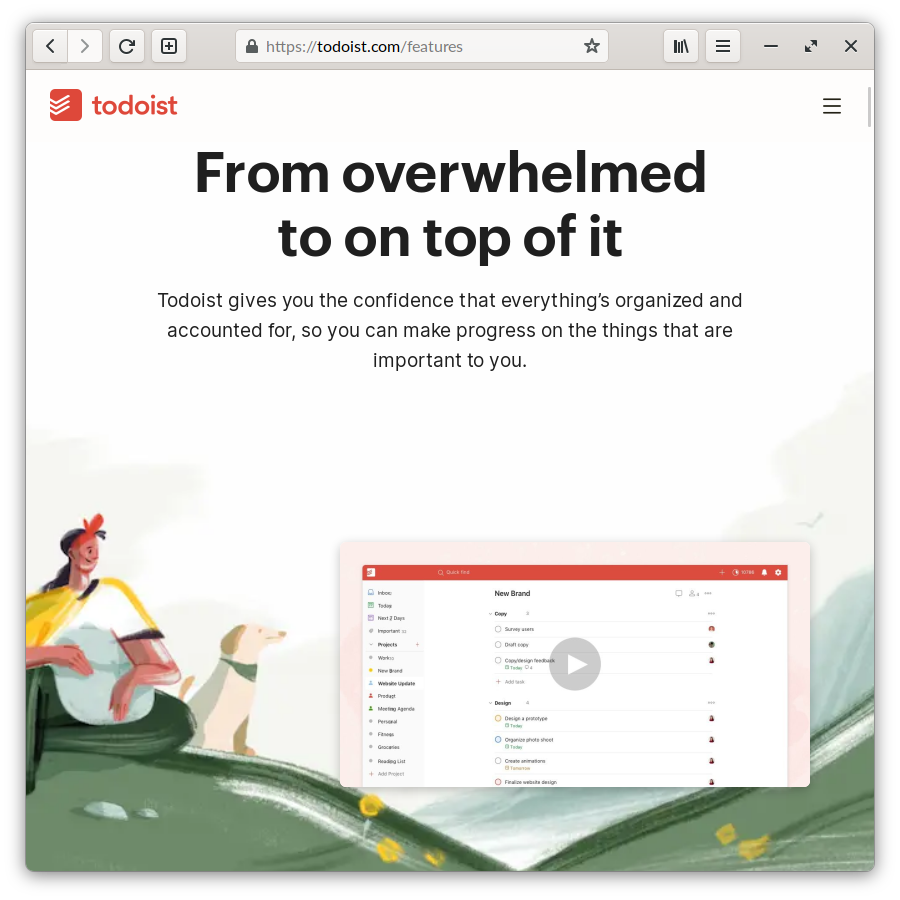 https://todoist.com/features
todoist
From overwhelmed
to on top of it
Todoist gives you the confidence that everything’s organized and
accounted for, so you can make progress on the things that are
important to you.
Quick Find
Inbox
Today
Next 7 Days
Important
Projects
Work
New Brand
Website Update
Product
Meeting Agenda
Personal
Fitness
Groceries
Reading List
Add Project
New Brand
4
Copy 3
Survey users
Draft copy
Copy/design feedback
Today 4
Add task
Design 4
Design a prototype
Today
Organize photo shoot
Today
Create animations
Tomorrow
Finalize website design